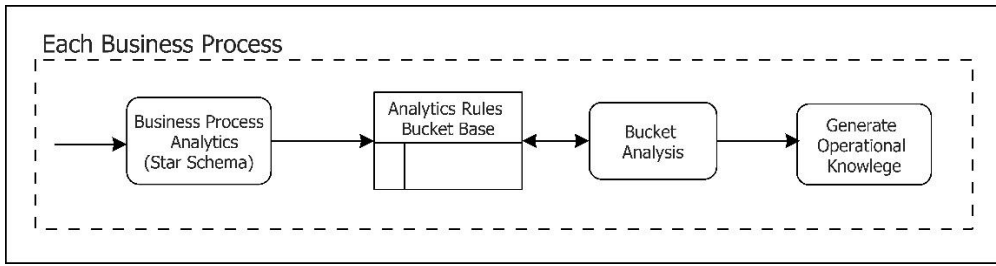 Each Business Process
Business Process
Analytics
(Star Schema)
Analytics Rules
Bucket Base
Bucket
Analysis
Generate
Operational
Knowlege